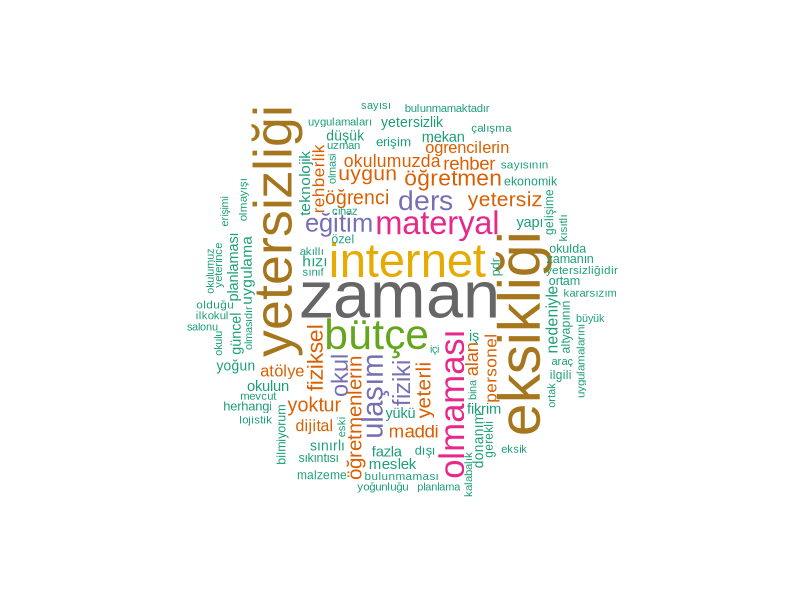 sayısı
bulunmamaktadır
uygulamaları
yetersizlik
çalışma
düşük
mekan
uzman
erişim
öğrencilerin
okulumuzda
rehber
sayısının
olması
rehberlik
teknolojik
uygun
öğretmen
ekonomik
yetersizliği
olmayışı
erişimi
öğrenci
ders
yetersiz
cihaz
eğitim
materyal
yapı
gelişime
kısıtlı
özel
akıllı
hızı
sınıf
internet
pdr
eksikliği
okulda
zamanın
yetersizliğidir
ortam
kararsızım
okulumuz
yeterince
planlaması
uygulama
zaman
nedeniyle
altyapının
büyük
olduğu
ilkokul
salonu
olmasıdır
güncel
okulu
bütçe
içi
olmaması
araç
ilgili
uygulamalarını
ortak
yoğun
atölye
fiziksel
okul
ulaşım
fiziki
yeterli
alan
bina
personel
okulun
mevcut
herhangi
lojistik
yoktur
öğretmenlerin
yükü
fikrim
dijital
eski
maddi
donanım
gerekli
bilmiyorum
sınırlı
sıkıntısı
fazla
dışı
eksik
meslek
malzeme
bulunmaması
kalabalık
yoğunluğu
planlama